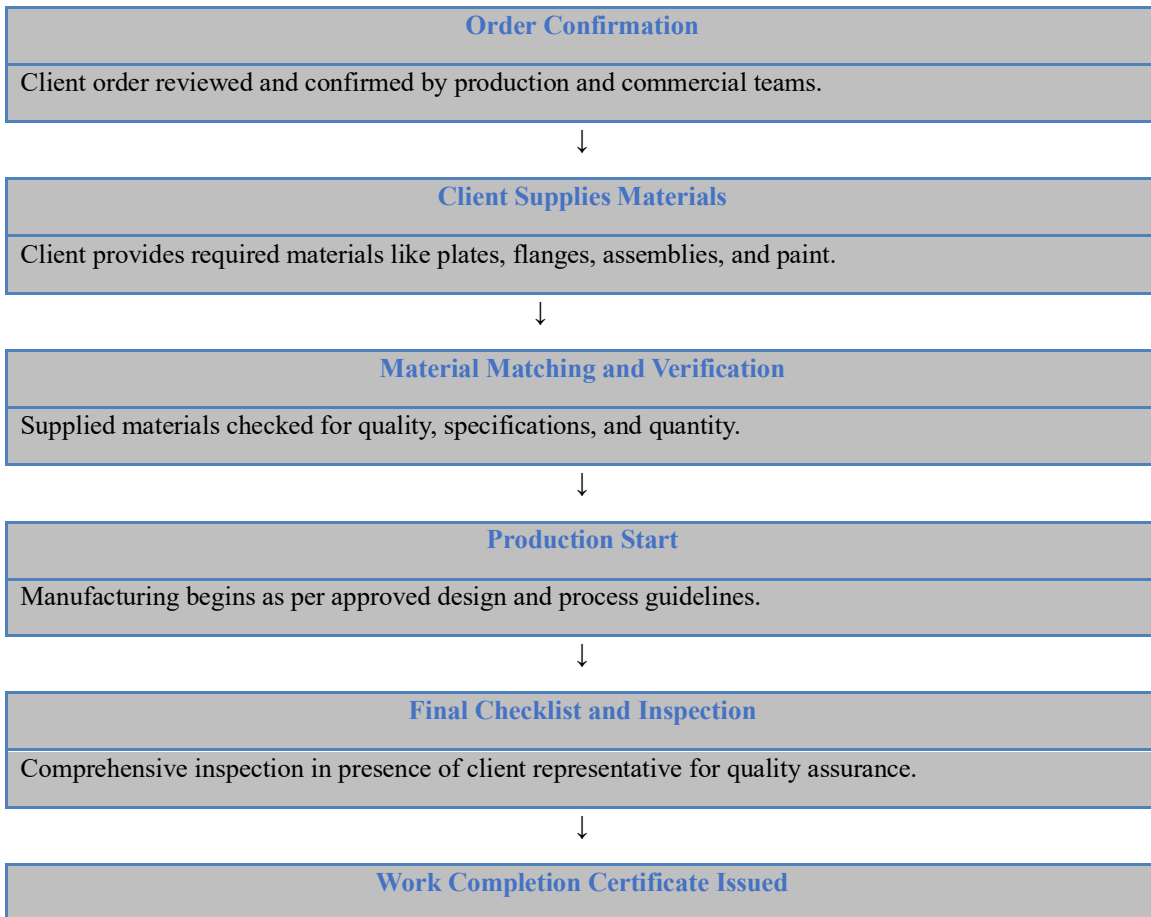 Order Confirmation
Client order reviewed and confirmed by production and commercial teams.
↓
Client Supplies Materials
Client provides required materials like plates, flanges, assemblies, and paint.
↓
Material Matching and Verification
Supplied materials checked for quality, specifications, and quantity.
↓
Production Start
Manufacturing begins as per approved design and process guidelines.
↓
Final Checklist and Inspection
Comprehensive inspection in presence of client representative for quality assurance.
↓
Work Completion Certificate Issued